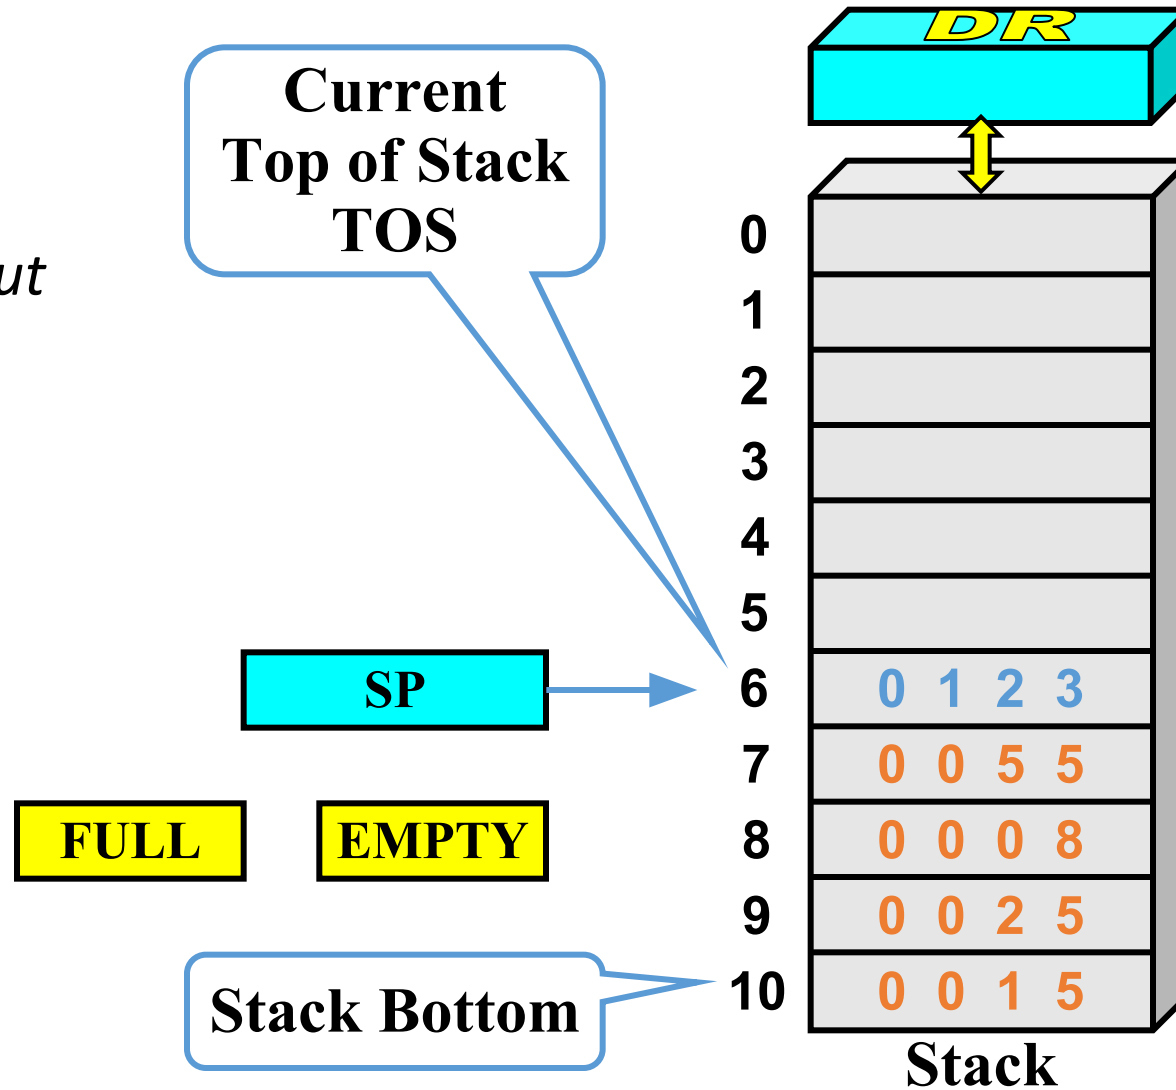 DR
Current
Top of Stack
TOS
ut
0
1
2
3
4
5
SP
6 0 1 2 3
7 0 0 5 5
FULL EMPTY
8 0 0 0 8
9 0 0 2 5
Stack Bottom
10 0 0 1 5
Stack